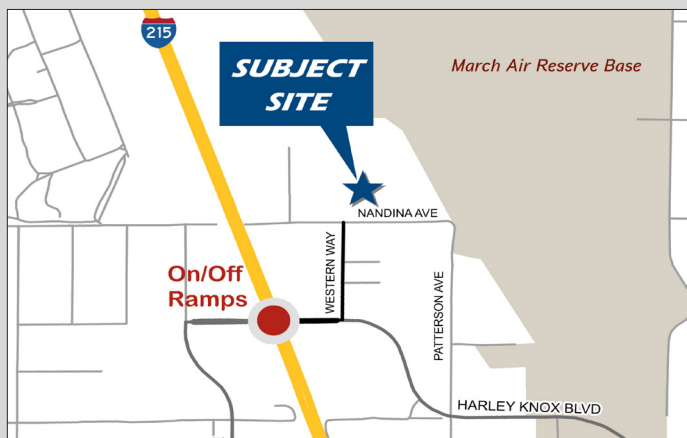 215
SUBJECT
SITE
March Air Reserve Base
NANDINA AVE
WESTERN WAY
On/Off
Ramps
PATTERSON AVE
HARLEY KNOX BLVD